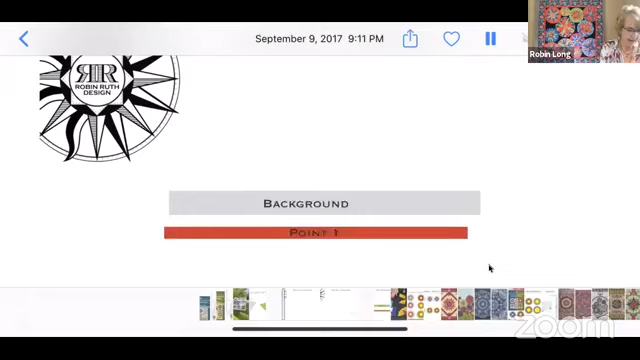 September 9, 2017 9:11 PM
Robin Long
RR
ROBIN RUTH
DESIGN
BACKGROUND
POINT 1
zoom